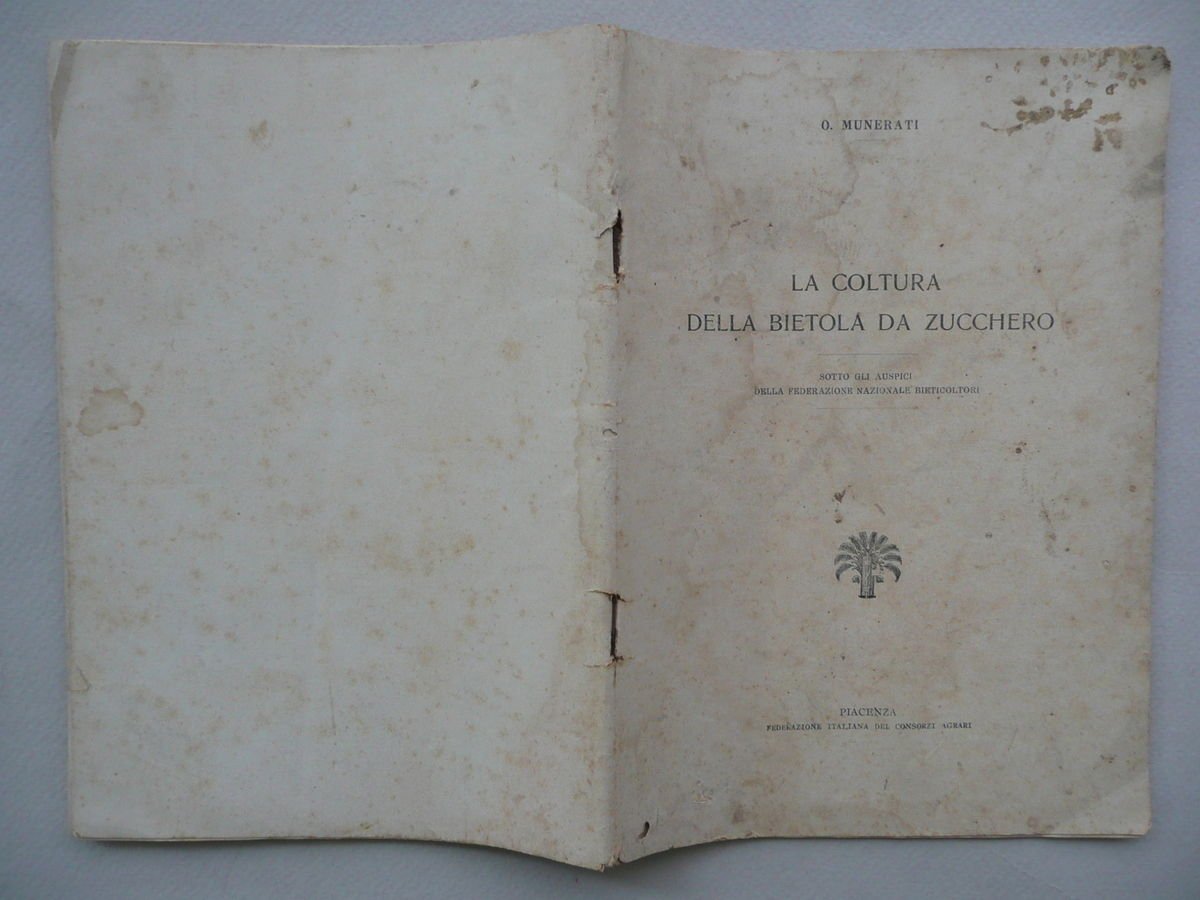 O. MUNERATI
LA COLTURA
DELLA BIETOLA DA ZUCCHERO
SOTTO GLI AUSPICI
DELLA FEDERAZIONE NAZIONALE BIETICOLTORI
PIACENZA
FEDERAZIONE ITALIANA DEI CONSORZI AGRARI